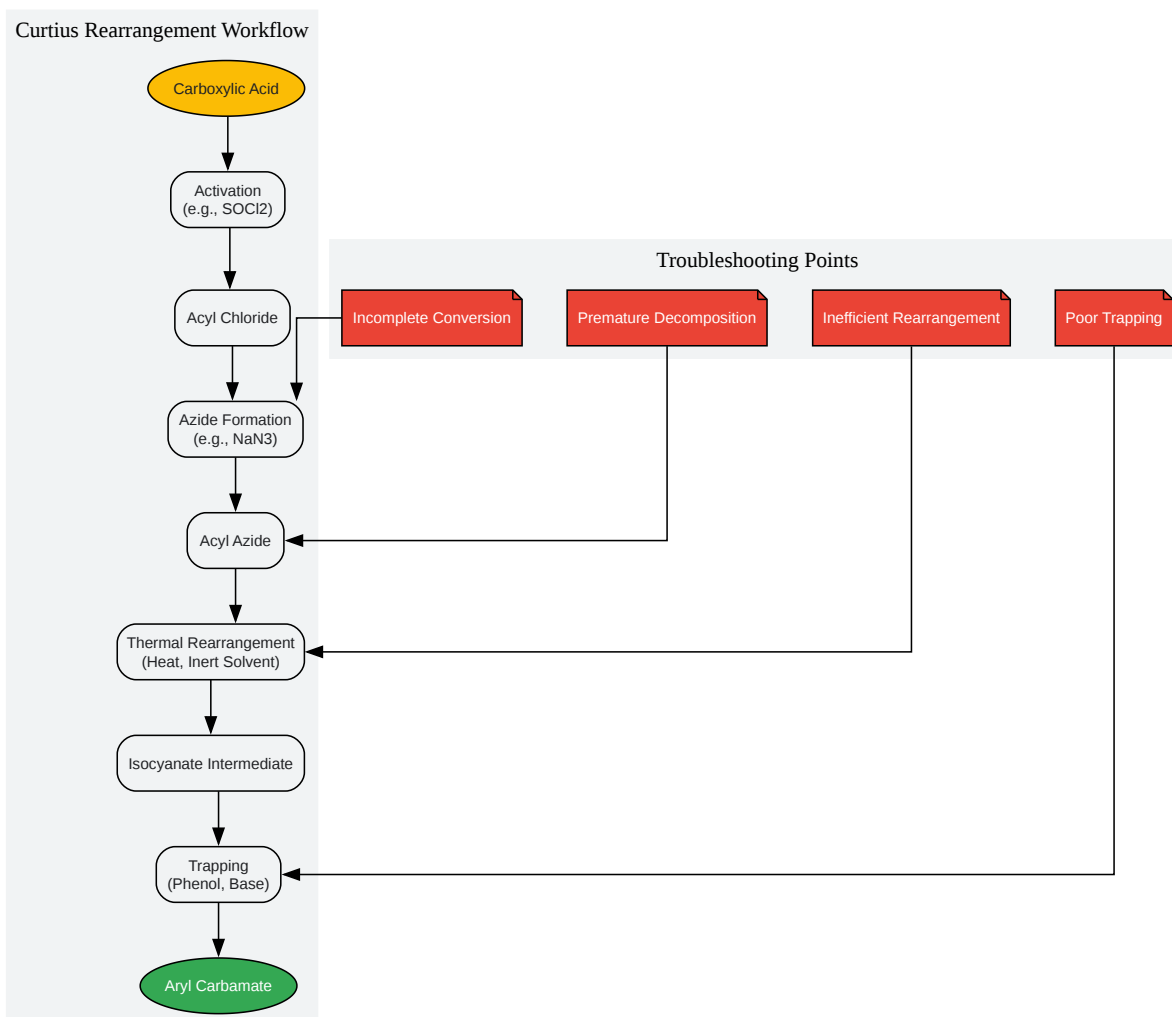 Curtius Rearrangement Workflow
Carboxylic Acid
Activation
(e.g., SOCl2)
Acyl Chloride
Azide Formation
(e.g., NaN3)
Acyl Azide
Thermal Rearrangement
(Heat, Inert Solvent)
Isocyanate Intermediate
Trapping
(Phenol, Base)
Aryl Carbamate
Troubleshooting Points
Incomplete Conversion
Premature Decomposition
Inefficient Rearrangement
Poor Trapping